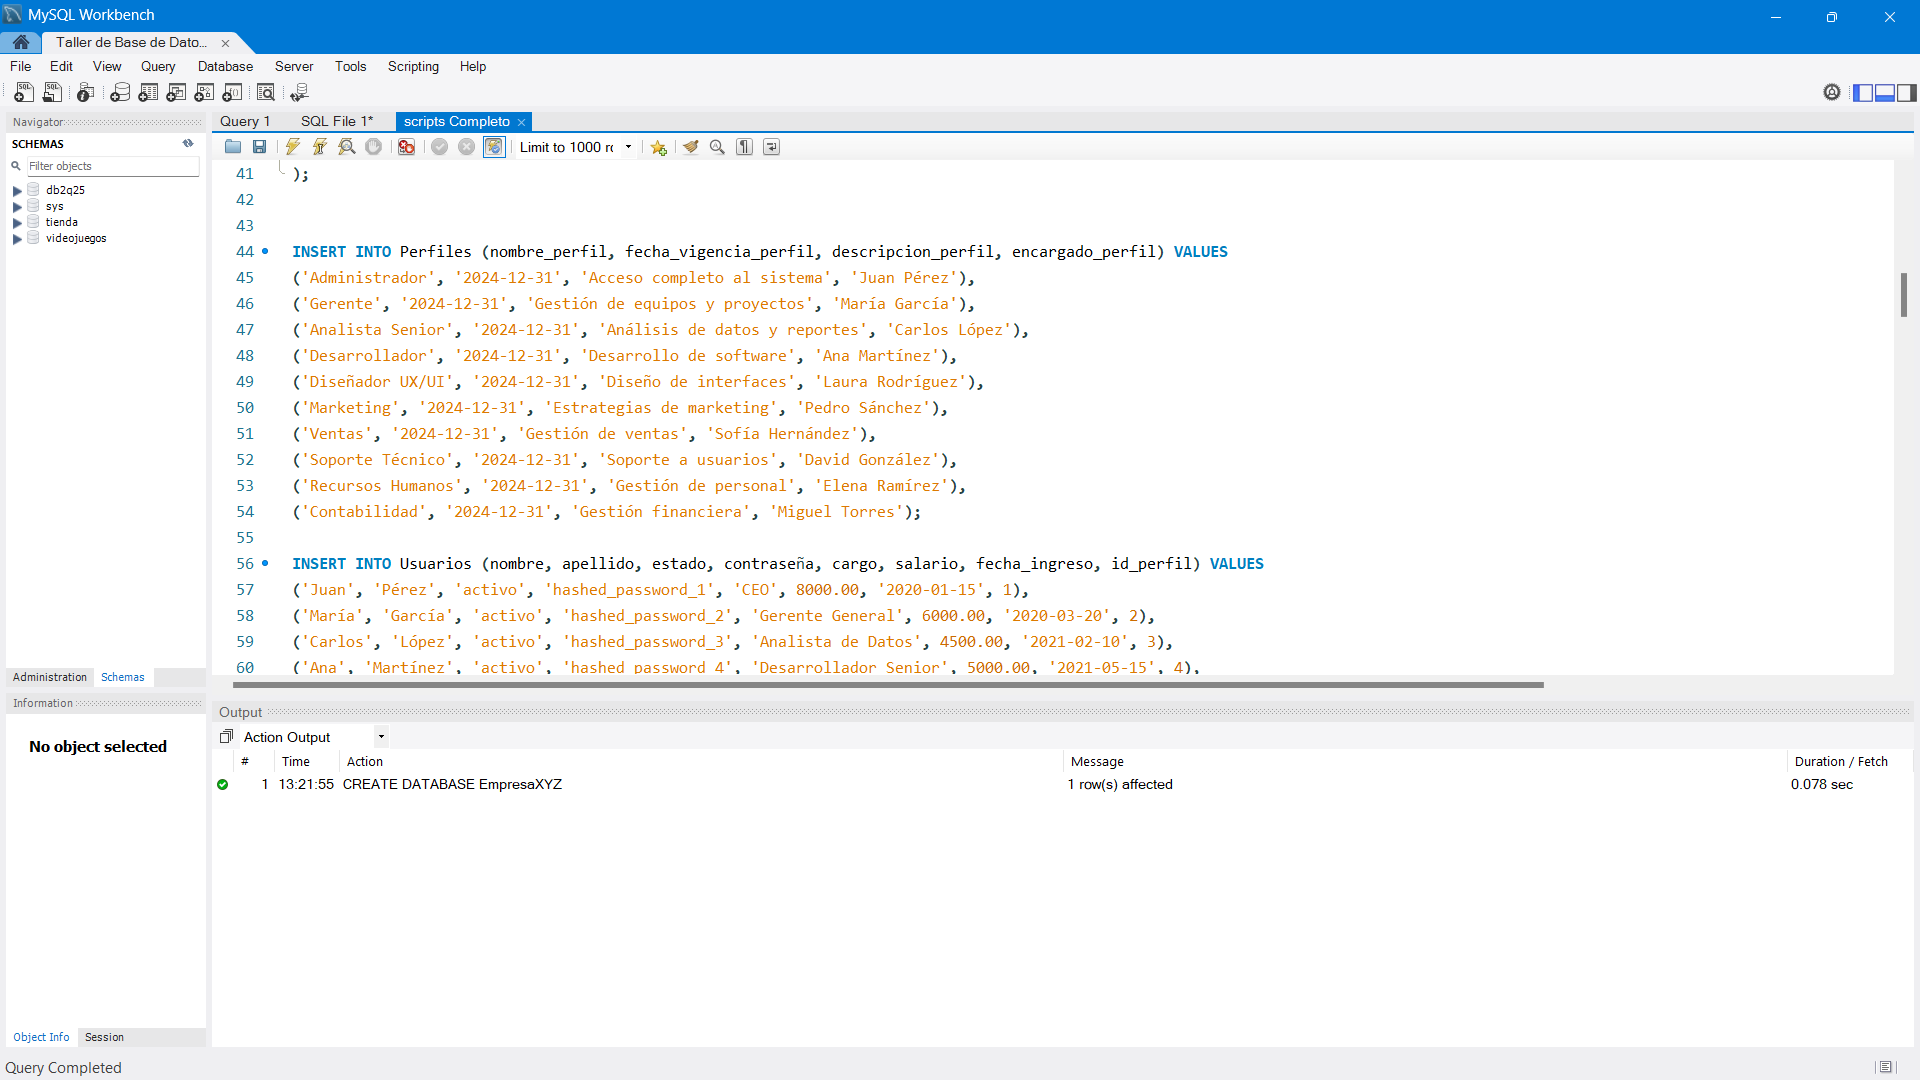 MySQL Workbench
Taller de Base de Dato...
File Edit View Query Database Server Tools Scripting Help
Navigator
SCHEMAS
Filter objects
db2q25
sys
tienda
videojuegos
Administration Schemas
Information
No object selected
Object Info Session
Query 1 SQL File 1* scripts Completo
Limit to 1000 rc
41 );
42
43
44 INSERT INTO Perfiles (nombre_perfil, fecha_vigencia_perfil, descripcion_perfil, encargado_perfil) VALUES
45 ('Administrador', '2024-12-31', 'Acceso completo al sistema', 'Juan Pérez'),
46 ('Gerente', '2024-12-31', 'Gestión de equipos y proyectos', 'María García'),
47 ('Analista Senior', '2024-12-31', 'Análisis de datos y reportes', 'Carlos López'),
48 ('Desarrollador', '2024-12-31', 'Desarrollo de software', 'Ana Martínez'),
49 ('Diseñador UX/UI', '2024-12-31', 'Diseño de interfaces', 'Laura Rodríguez'),
50 ('Marketing', '2024-12-31', 'Estrategias de marketing', 'Pedro Sánchez'),
51 ('Ventas', '2024-12-31', 'Gestión de ventas', 'Sofía Hernández'),
52 ('Soporte Técnico', '2024-12-31', 'Soporte a usuarios', 'David González'),
53 ('Recursos Humanos', '2024-12-31', 'Gestión de personal', 'Elena Ramírez'),
54 ('Contabilidad', '2024-12-31', 'Gestión financiera', 'Miguel Torres');
55
56 INSERT INTO Usuarios (nombre, apellido, estado, contraseña, cargo, salario, fecha_ingreso, id_perfil) VALUES
57 ('Juan', 'Pérez', 'activo', 'hashed_password_1', 'CEO', 8000.00, '2020-01-15', 1),
58 ('María', 'García', 'activo', 'hashed_password_2', 'Gerente General', 6000.00, '2020-03-20', 2),
59 ('Carlos', 'López', 'activo', 'hashed_password_3', 'Analista de Datos', 4500.00, '2021-02-10', 3),
60 ('Ana', 'Martínez', 'activo', 'hashed_password_4', 'Desarrollador Senior', 5000.00, '2021-05-15', 4),
Output
Action Output
# Time Action Message Duration / Fetch
1 13:21:55 CREATE DATABASE EmpresaXYZ 1 row(s) affected 0.078 sec
Query Completed